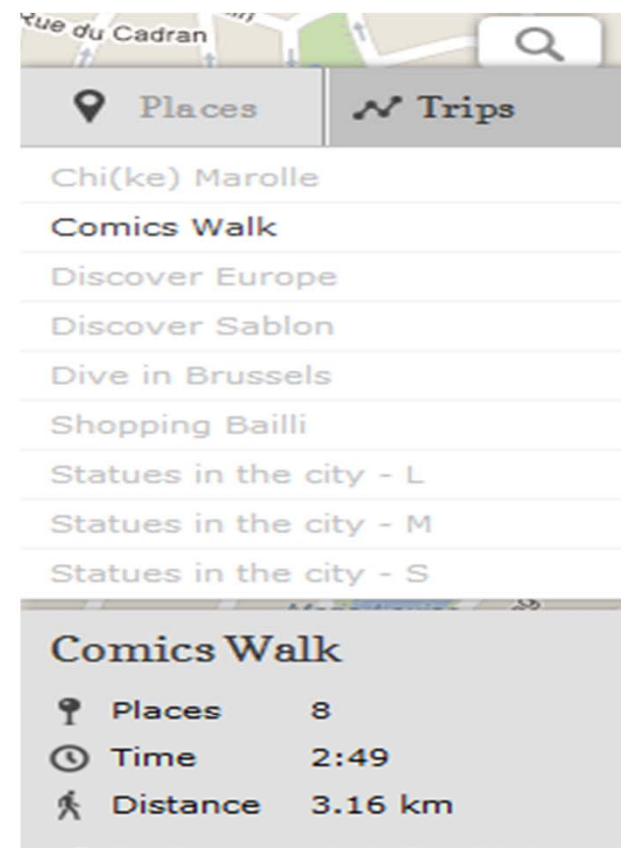 Rue du Cadran
Places Trips
Chi(ke) Marolle
Comics Walk
Discover Europe
Discover Sablon
Dive in Brussels
Shopping Bailli
Statues in the city - L
Statues in the city - M
Statues in the city - S
Comics Walk
Places 8
Time 2:49
Distance 3.16 km